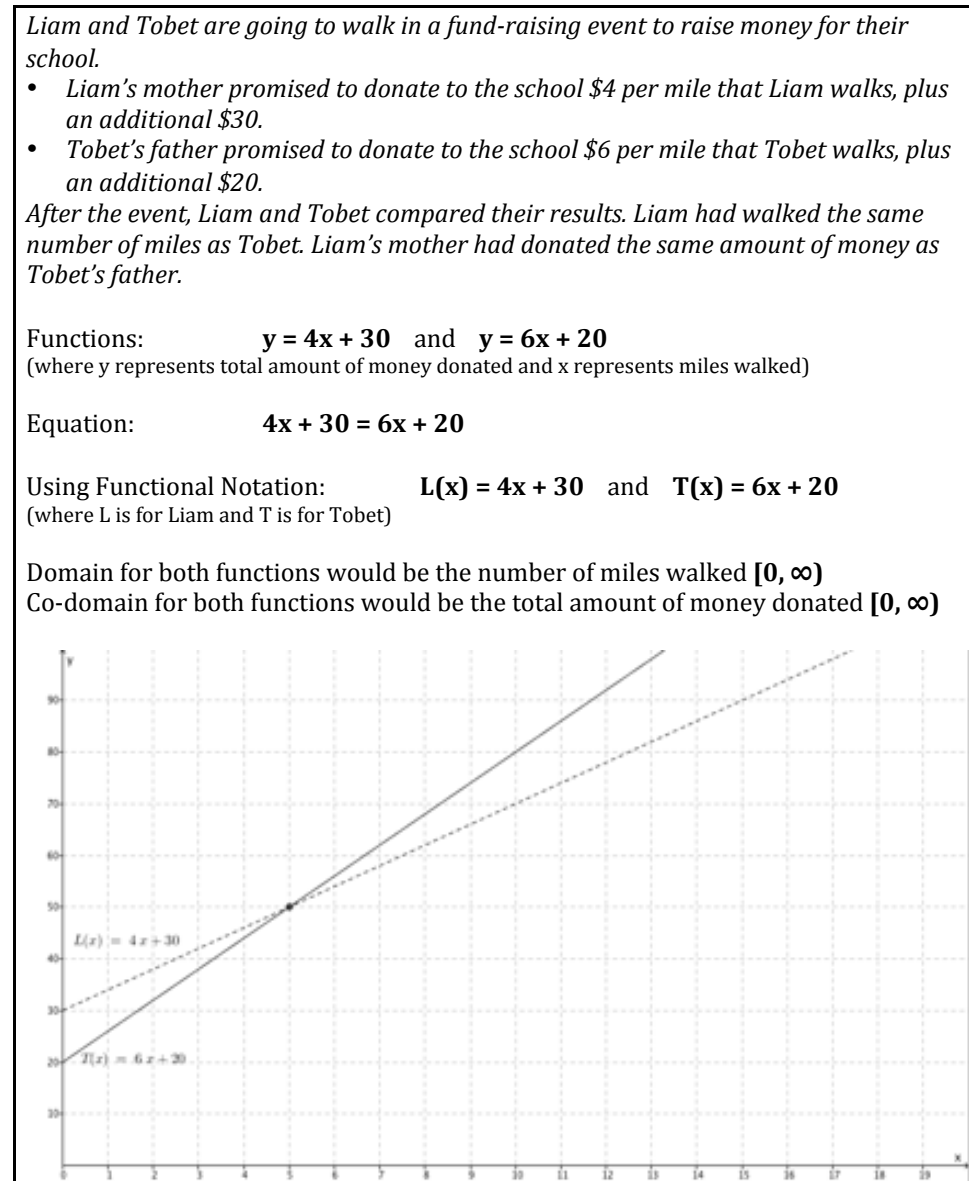 Liam and Tobet are going to walk in a fund-raising event to raise money for their
school.
• Liam’s mother promised to donate to the school $4 per mile that Liam walks, plus
an additional $30.
• Tobet’s father promised to donate to the school $6 per mile that Tobet walks, plus
an additional $20.
After the event, Liam and Tobet compared their results. Liam had walked the same
number of miles as Tobet. Liam’s mother had donated the same amount of money as
Tobet’s father.
Functions: y = 4x + 30 and y = 6x + 20
(where y represents total amount of money donated and x represents miles walked)
Equation: 4x + 30 = 6x + 20
Using Functional Notation: L(x) = 4x + 30 and T(x) = 6x + 20
(where L is for Liam and T is for Tobet)
Domain for both functions would be the number of miles walked [0, ∞)
Co-domain for both functions would be the total amount of money donated [0, ∞)
y
90
80
70
60
50
L(x) = 4 x + 30
40
30
20
T(x) = 6 x + 20
10
x
0 1 2 3 4 5 6 7 8 9 10 11 12 13 14 15 16 17 18 19